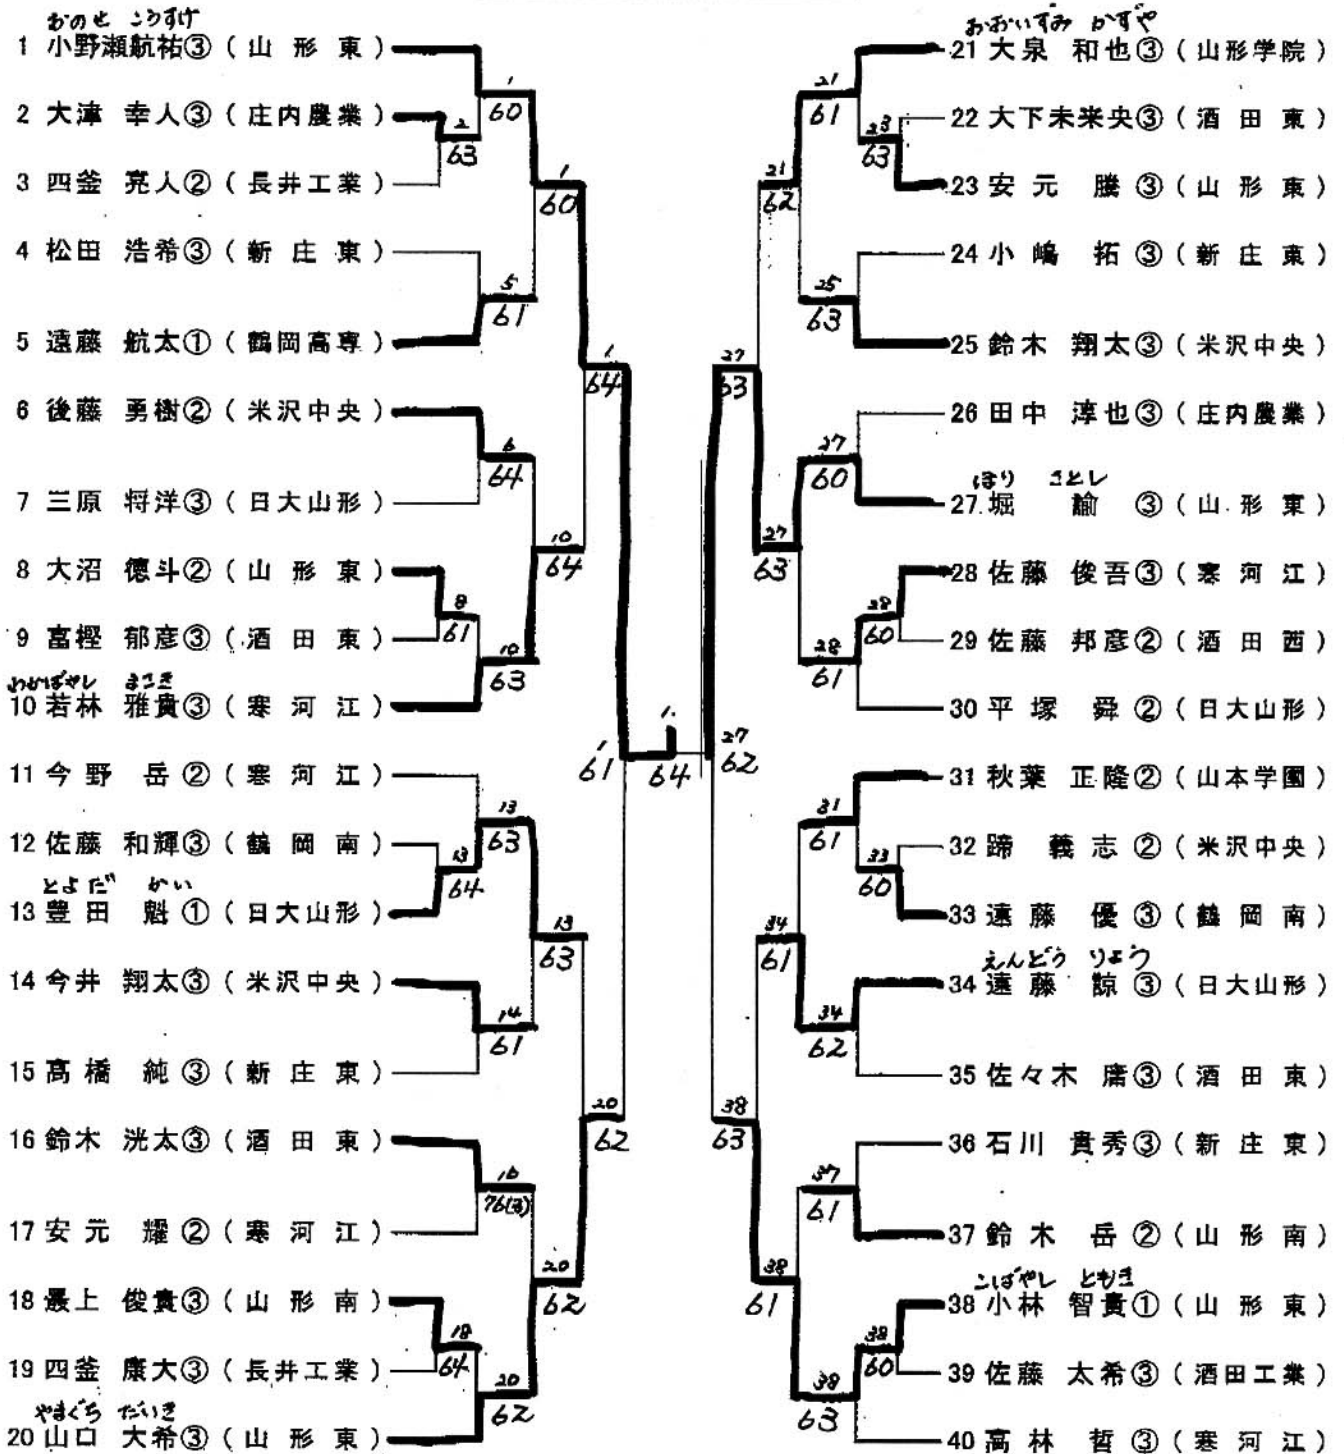 おのせ こうすけ
1 小野瀬航祐③ ( 山 形 東 )
1
60
2 大津 幸人③ ( 庄内農業 )
2
63
3 四釜 亮人② ( 長井工業 )
1
60
4 松田 浩希③ ( 新 庄 東 )
5
61
5 遠藤 航太① ( 鶴岡高専 )
1
64
6 後藤 勇樹② ( 米沢中央 )
6
64
7 三原 将洋③ ( 日大山形 )
10
64
8 大沼 徳斗② ( 山 形 東 )
8
61
9 富樫 郁彦③ ( 酒 田 東 )
10
63
わかばやし まさき
10 若林 雅貴③ ( 寒 河 江 )
1
61
1
64
11 今野 岳② ( 寒 河 江 )
13
63
12 佐藤 和輝③ ( 鶴 岡 南 )
13
64
とよだ かい
13 豊田 魁① ( 日大山形 )
13
63
14 今井 翔太③ ( 米沢中央 )
14
61
15 高橋 純③ ( 新 庄 東 )
20
62
16 鈴木 洸太③ ( 酒 田 東 )
16
76(3)
17 安元 耀② ( 寒 河 江 )
20
62
18 最上 俊貴③ ( 山 形 南 )
18
64
19 四釜 康大③ ( 長井工業 )
20
62
やまぐち だいき
20 山口 大希③ ( 山 形 東 )
おおいずみ かずや
21 大泉 和也③ ( 山形学院 )
21
61
22 大下未来央③ ( 酒 田 東 )
23
63
23 安元 騰③ ( 山 形 東 )
21
62
24 小嶋 拓③ ( 新 庄 東 )
25
63
25 鈴木 翔太③ ( 米沢中央 )
27
63
26 田中 淳也③ ( 庄内農業 )
27
60
ほり さとし
27 堀 諭③ ( 山 形 東 )
27
63
28 佐藤 俊吾③ ( 寒 河 江 )
28
60
29 佐藤 邦彦② ( 酒 田 西 )
28
61
30 平塚 舜② ( 日大山形 )
27
62
31 秋葉 正隆② ( 山本学園 )
31
61
32 蹄 義志② ( 米沢中央 )
33
60
33 遠藤 優③ ( 鶴 岡 南 )
34
61
えんどう りょう
34 遠藤 諒③ ( 日大山形 )
34
62
35 佐々木 庸③ ( 酒 田 東 )
38
63
36 石川 貴秀③ ( 新 庄 東 )
37
61
37 鈴木 岳② ( 山 形 南 )
38
61
こばやし ともき
38 小林 智貴① ( 山 形 東 )
38
60
39 佐藤 太希③ ( 酒田工業 )
38
63
40 高林 哲③ ( 寒 河 江 )